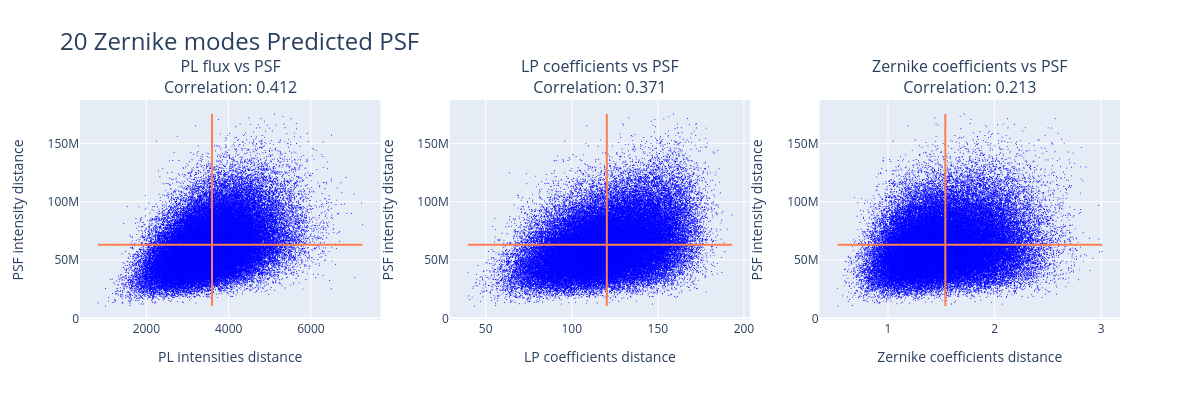 20 Zernike modes Predicted PSF
PL flux vs PSF
Correlation: 0.412
LP coefficients vs PSF
Correlation: 0.371
Zernike coefficients vs PSF
Correlation: 0.213
PSF Intensity distance
150M
100M
50M
0
2000
4000
6000
PL intensities distance
PSF Intensity distance
150M
100M
50M
0
50
100
150
200
LP coefficients distance
PSF Intensity distance
150M
100M
50M
0
1
2
3
Zernike coefficients distance